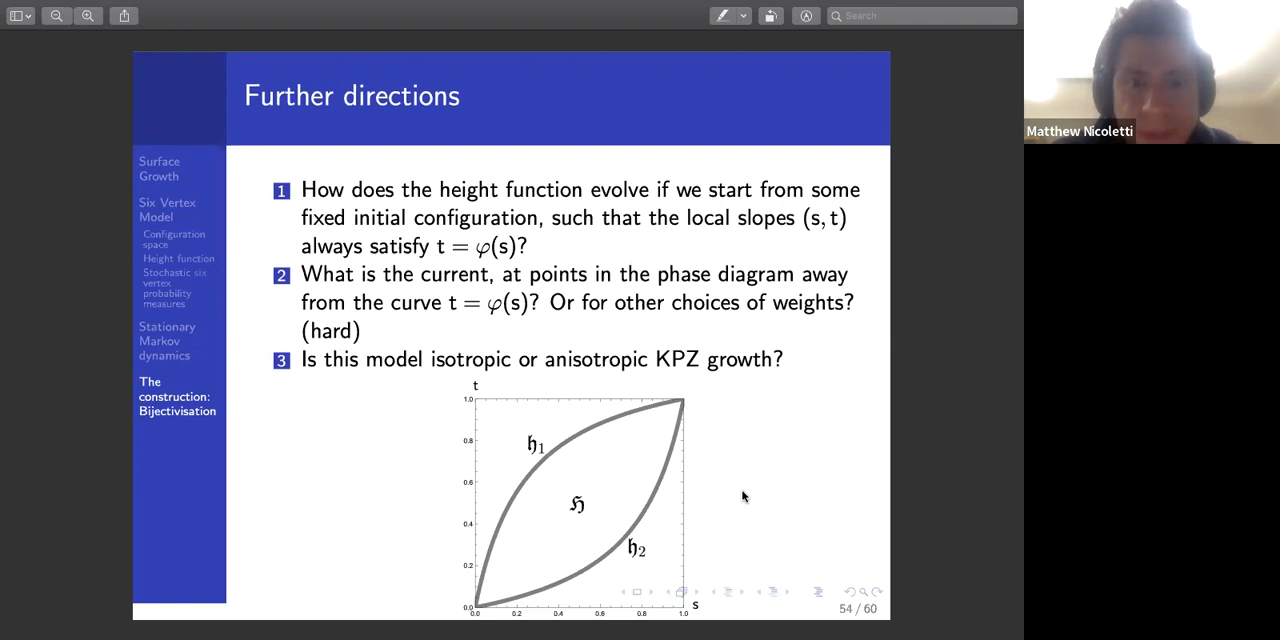 Search
Matthew Nicoletti
Further directions
Surface
Growth
Six Vertex
Model
Configuration
space
Height function
Stochastic six
vertex
probability
measures
Stationary
Markov
dynamics
The
construction:
Bijectivisation
1 How does the height function evolve if we start from some
fixed initial configuration, such that the local slopes (s, t)
always satisfy t = φ(s)?
2 What is the current, at points in the phase diagram away
from the curve t = φ(s)? Or for other choices of weights?
(hard)
3 Is this model isotropic or anisotropic KPZ growth?
t
1.0
0.8
0.6
0.4
0.2
0.0
𝔥1
ℌ
𝔥2
0.0 0.2 0.4 0.6 0.8 1.0
s
54 / 60